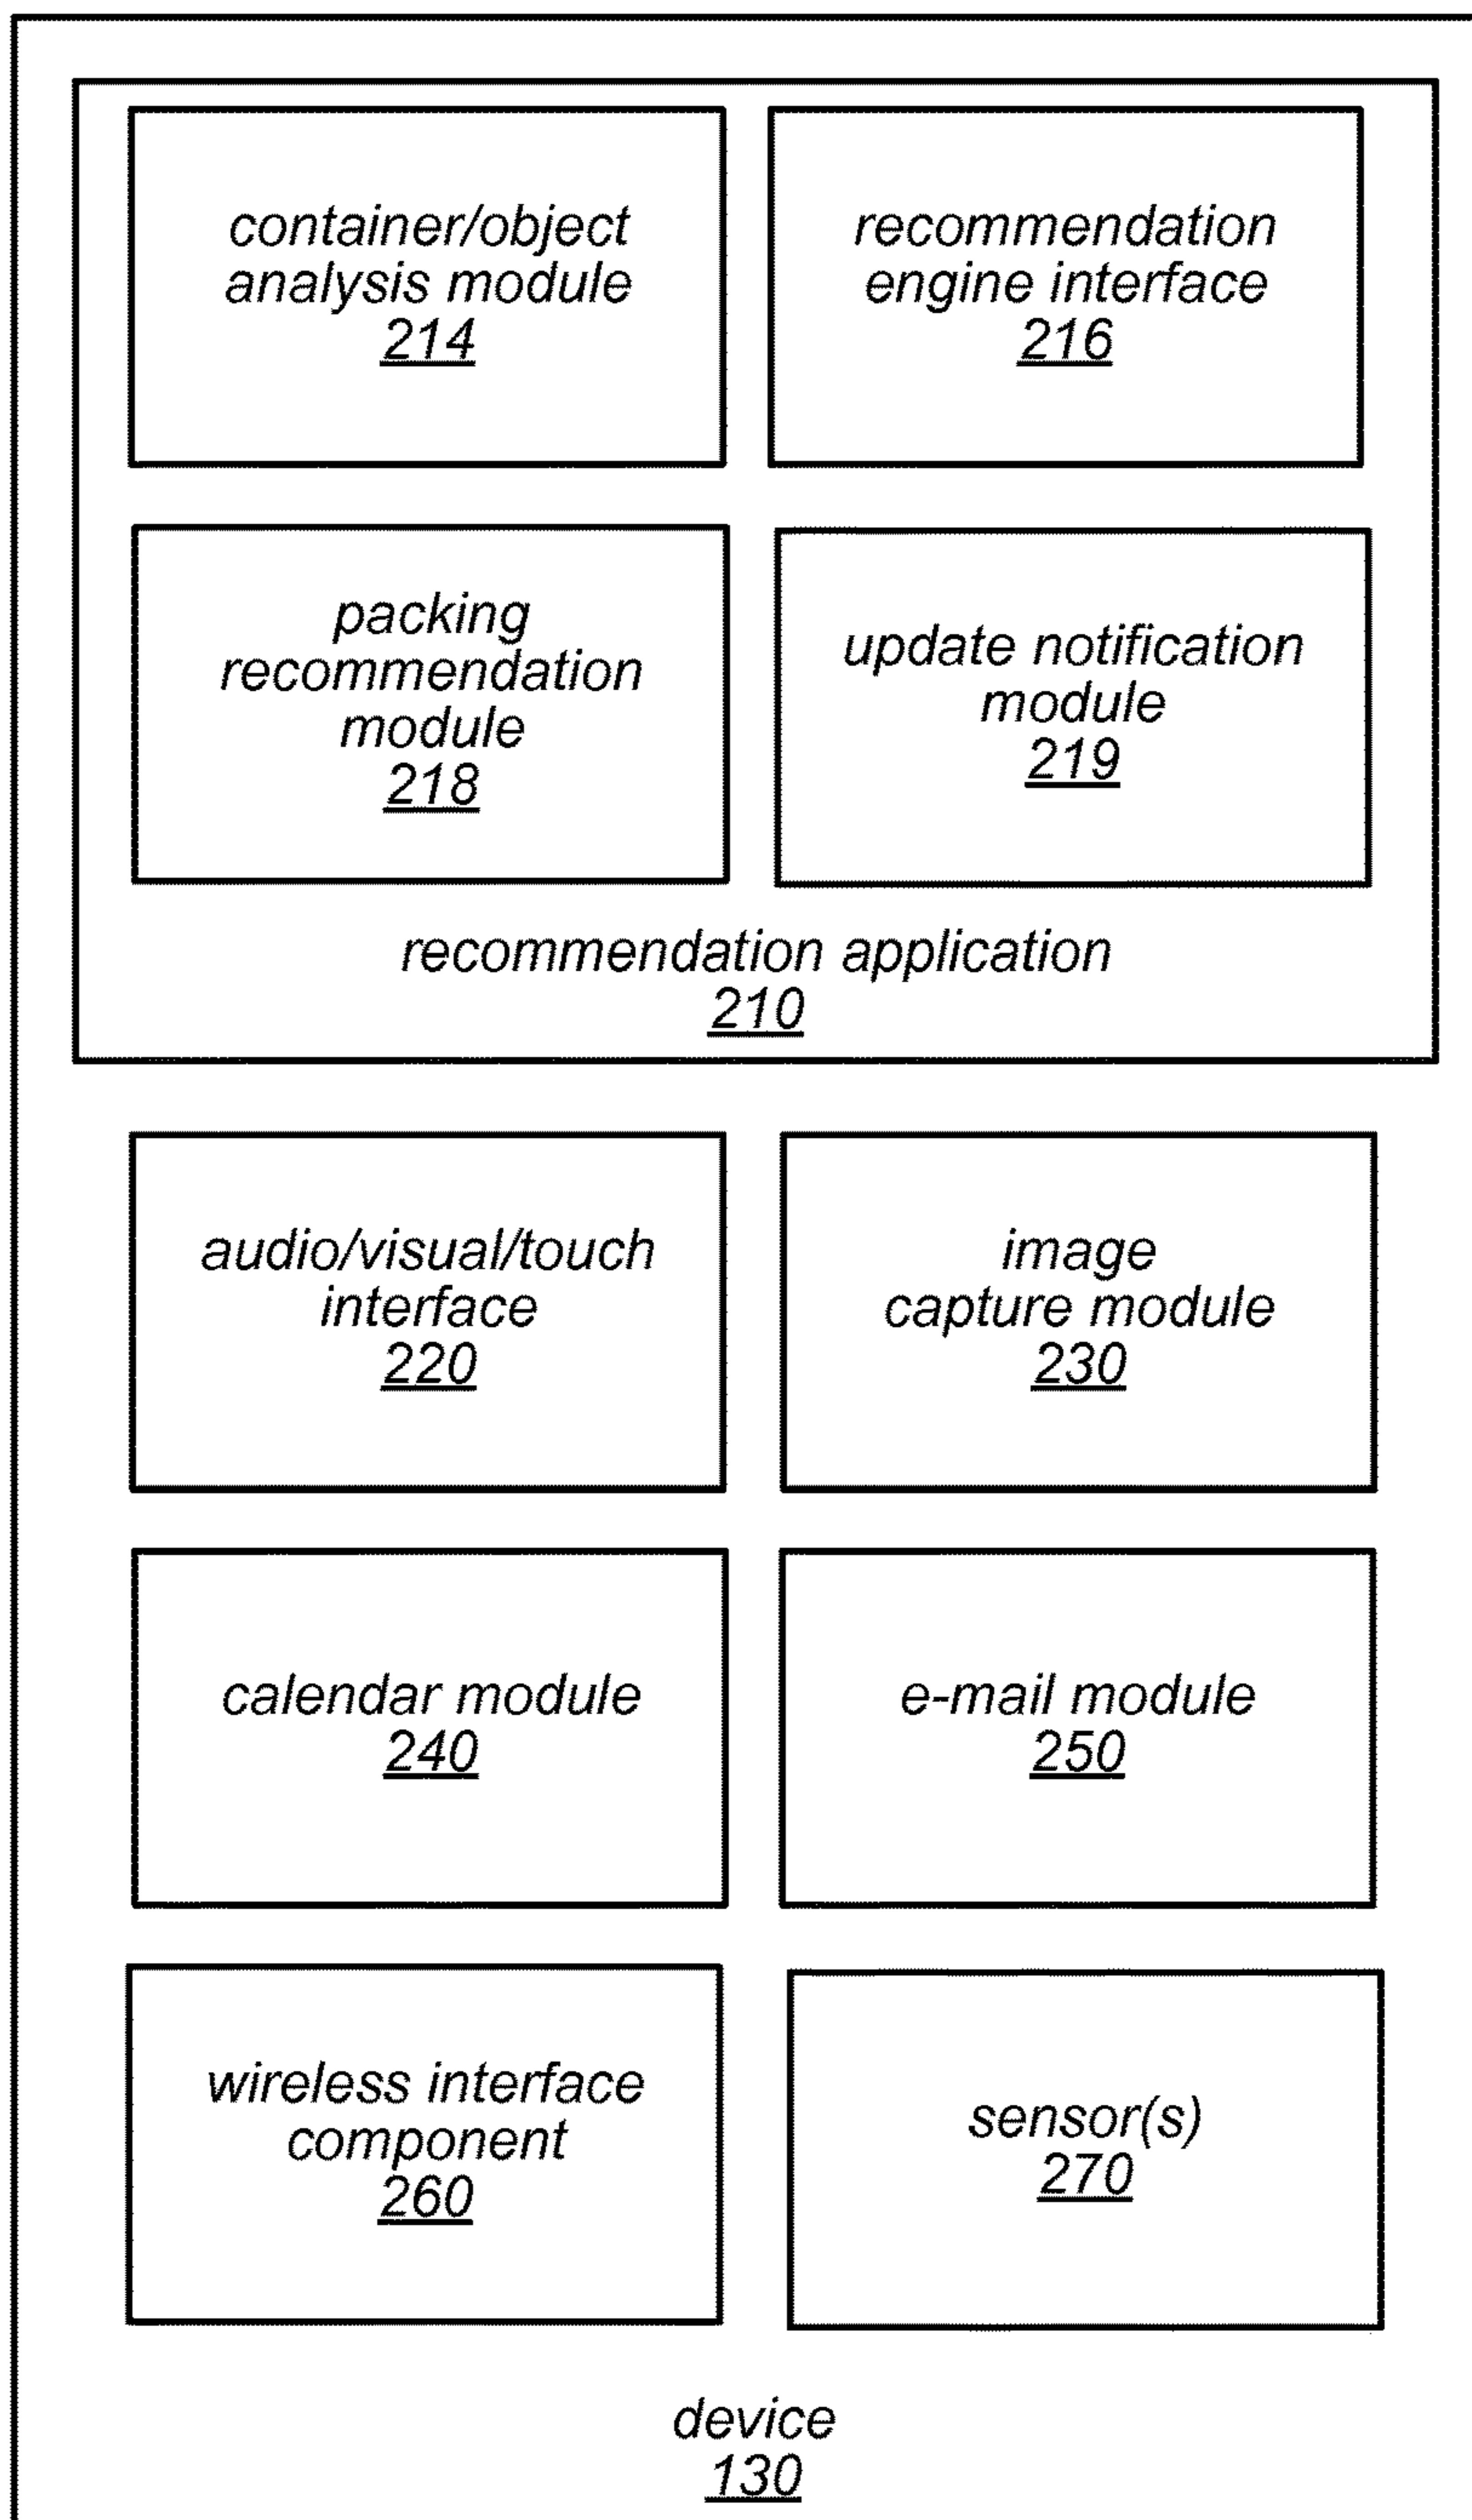 container/object
analysis module
214
recommendation
engine interface
216
packing
recommendation
module
218
update notification
module
219
recommendation application
210
audio/visual/touch
interface
220
image
capture module
230
calendar module
240
e-mail module
250
wireless interface
component
260
sensor(s)
270
device
130